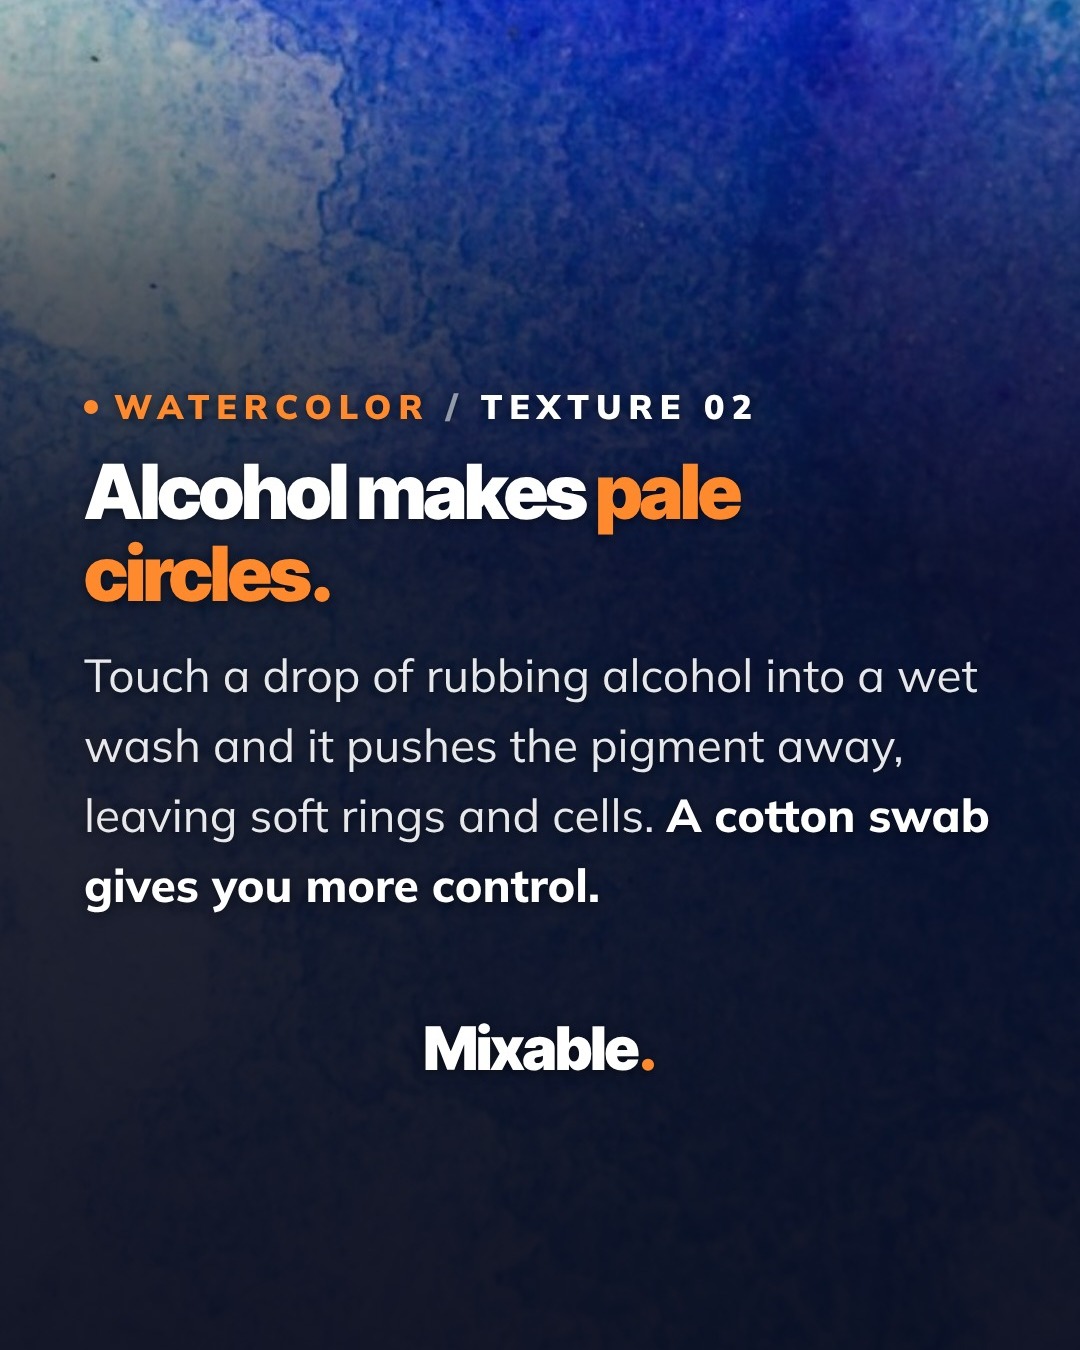 • WATERCOLOR / TEXTURE 02
Alcohol makes pale
circles.
Touch a drop of rubbing alcohol into a wet
wash and it pushes the pigment away,
leaving soft rings and cells. A cotton swab
gives you more control.
Mixable.